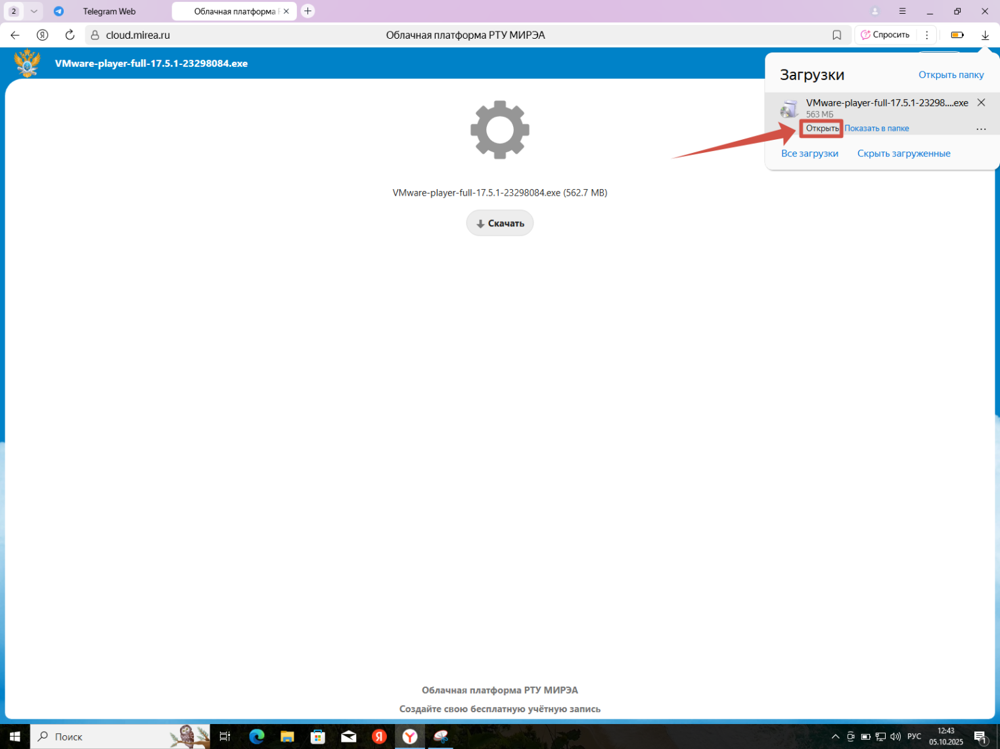 2
Telegram Web
Облачная платформа
cloud.mirea.ru
Облачная платформа РТУ МИРЭА
Спросить
VMware-player-full-17.5.1-23298084.exe
Загрузки
Открыть папку
VMware-player-full-17.5.1-23298....exe
563 МБ
Открыть
Показать в папке
Все загрузки
Скрыть загруженные
VMware-player-full-17.5.1-23298084.exe (562.7 MB)
Скачать
Облачная платформа РТУ МИРЭА
Создайте свою бесплатную учётную запись
Поиск
Я
Y
РУС
12:43
05.10.2025
1